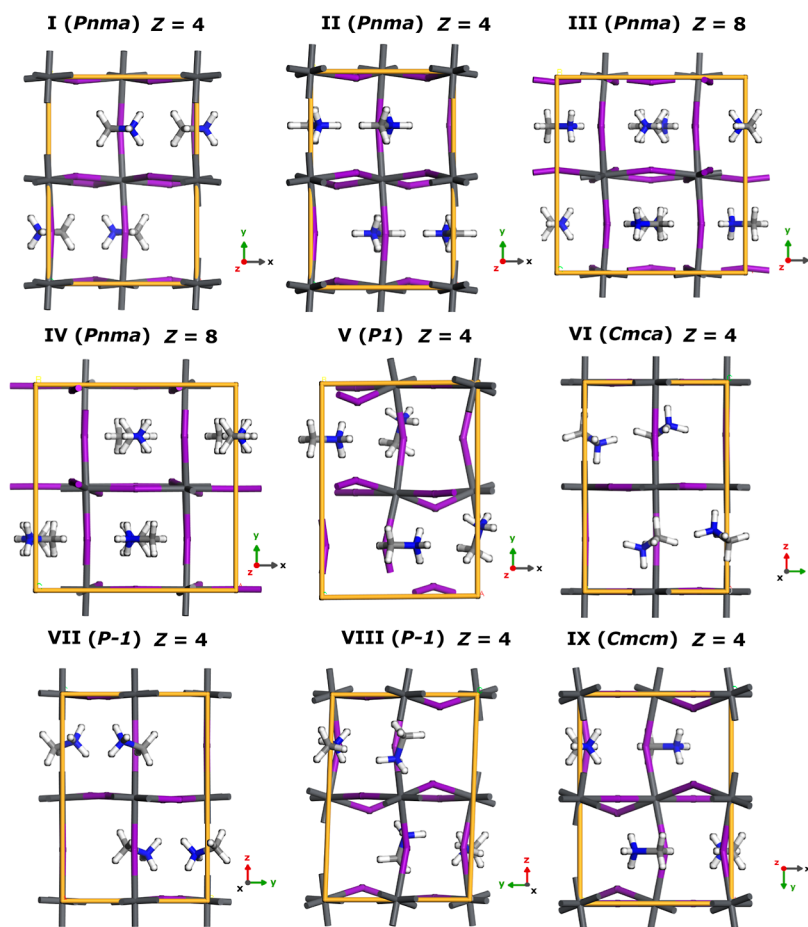 I (Pnma) Z = 4
II (Pnma) Z = 4
III (Pnma) Z = 8
y
z
x
y
z
x
y
z
x
IV (Pnma) Z = 8
V (P1) Z = 4
VI (Cmca) Z = 4
y
z
x
y
z
x
A
z
x
y
VII (P-1) Z = 4
VIII (P-1) Z = 4
IX (Cmcm) Z = 4
z
x
y
z
y
x
z
x
y